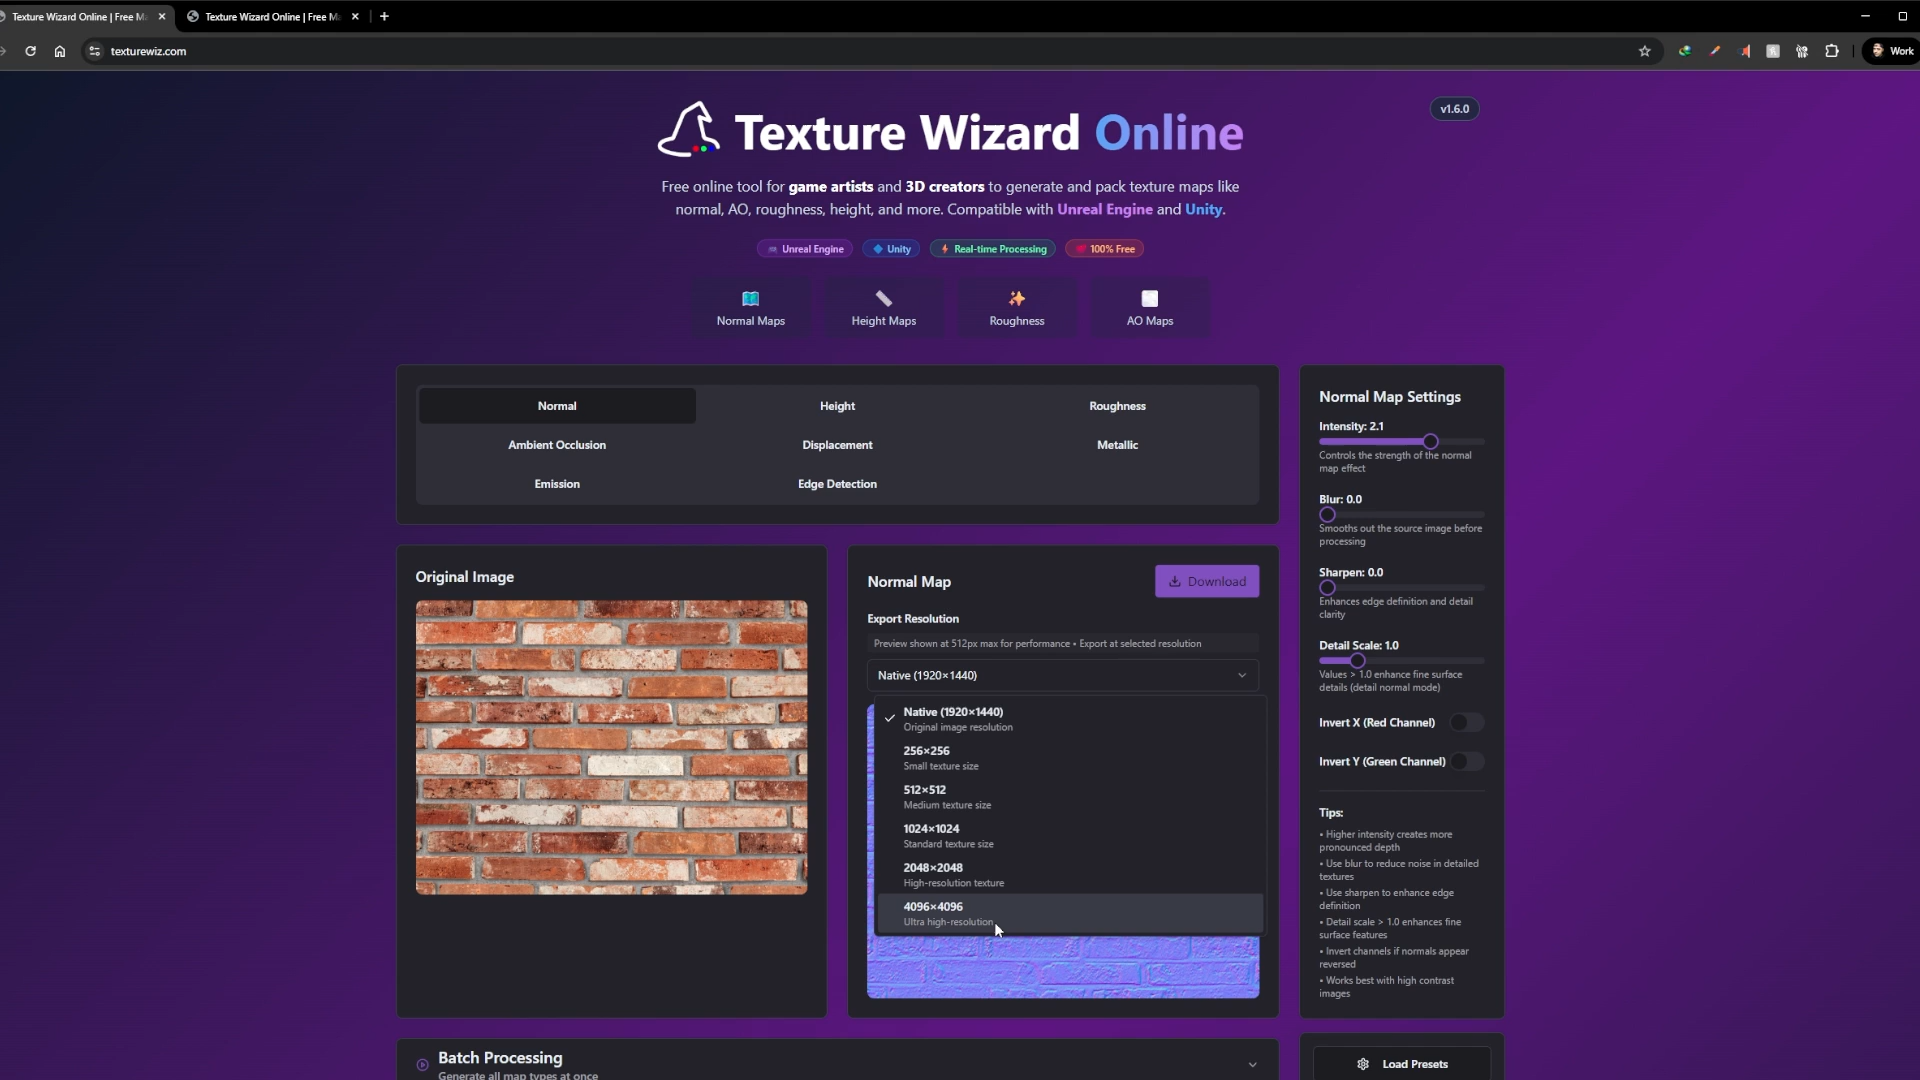 Texture Wizard Online | Free M
Texture Wizard Online | Free M
texturewiz.com
Work
v1.6.0
Texture Wizard Online
Free online tool for game artists and 3D creators to generate and pack texture maps like
normal, AO, roughness, height, and more. Compatible with Unreal Engine and Unity.
Unreal Engine
Unity
Real-time Processing
100% Free
Normal Maps
Height Maps
Roughness
AO Maps
Normal
Height
Roughness
Ambient Occlusion
Displacement
Metallic
Emission
Edge Detection
Original Image
Normal Map
Download
Export Resolution
Preview shown at 512px max for performance • Export at selected resolution
Native (1920×1440)
Native (1920×1440)
Original image resolution
256×256
Small texture size
512×512
Medium texture size
1024×1024
Standard texture size
2048×2048
High-resolution texture
4096×4096
Ultra high-resolution
Normal Map Settings
Intensity: 2.1
Controls the strength of the normal
map effect
Blur: 0.0
Smooths out the source image before
processing
Sharpen: 0.0
Enhances edge definition and detail
clarity
Detail Scale: 1.0
Values > 1.0 enhance fine surface
details (detail normal mode)
Invert X (Red Channel)
Invert Y (Green Channel)
Tips:
• Higher intensity creates more
pronounced depth
• Use blur to reduce noise in detailed
textures
• Use sharpen to enhance edge
definition
• Detail scale > 1.0 enhances fine
surface features
• Invert channels if normals appear
reversed
• Works best with high contrast
images
Batch Processing
Generate all map types at once
Load Presets